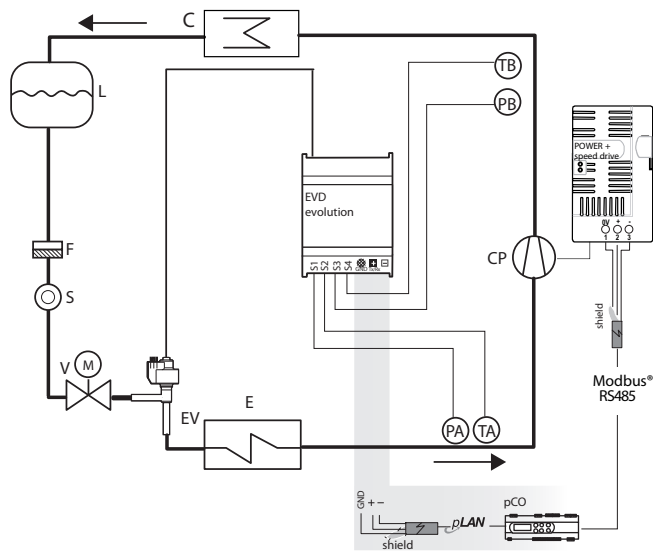 C
TB
L
PB
POWER +
speed drive
EVD
evolution
0V + -
1 2 3
S1
S2
S3
S4
GND
Tx/Rx
F
CP
S
shield
V
M
Modbus®
RS485
EV
E
PA
TA
GND
+ −
pCO
pLAN
shield